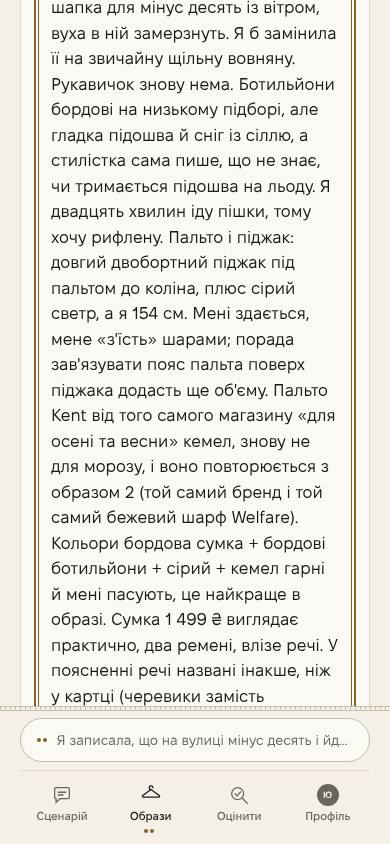 шапка для мінус десять із вітром,
вуха в ній замерзнуть. Я б замінила
її на звичайну щільну вовняну.
Рукавичок знову нема. Ботильйони
бордові на низькому підборі, але
гладка підошва й сніг із сіллю, а
стилістка сама пише, що не знає,
чи тримається підошва на льоду. Я
двадцять хвилин іду пішки, тому
хочу рифлену. Пальто і піджак:
довгий двобортний піджак під
пальтом до коліна, плюс сірий
светр, а я 154 см. Мені здається,
мене «з'їсть» шарами; порада
зав'язувати пояс пальта поверх
піджака додасть ще об'єму. Пальто
Kent від того самого магазину «для
осені та весни» кемел, знову не
для морозу, і воно повторюється з
образом 2 (той самий бренд і той
самий бежевий шарф Welfare).
Кольори бордова сумка + бордові
ботильйони + сірий + кемел гарні
й мені пасують, це найкраще в
образі. Сумка 1 499 ₴ виглядає
практично, два ремені, влізе речі. У
поясненні речі названі інакше, ніж
у картці (черевики замість
Я записала, що на вулиці мінус десять і йд…
Сценарій
Образи
Оцінити
Ю
Профіль